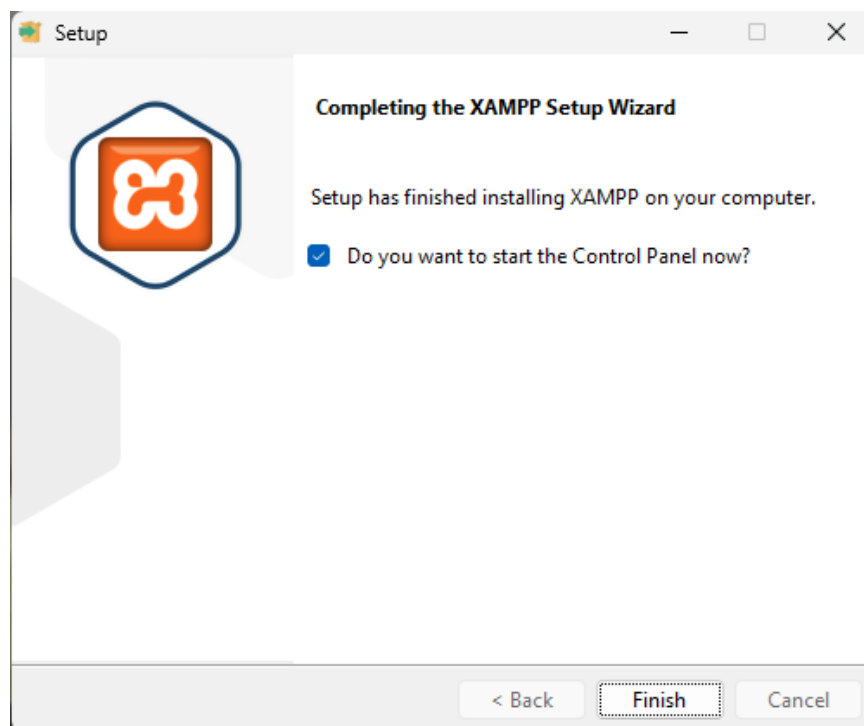 Setup
Completing the XAMPP Setup Wizard
Setup has finished installing XAMPP on your computer.
Do you want to start the Control Panel now?
< Back Finish Cancel